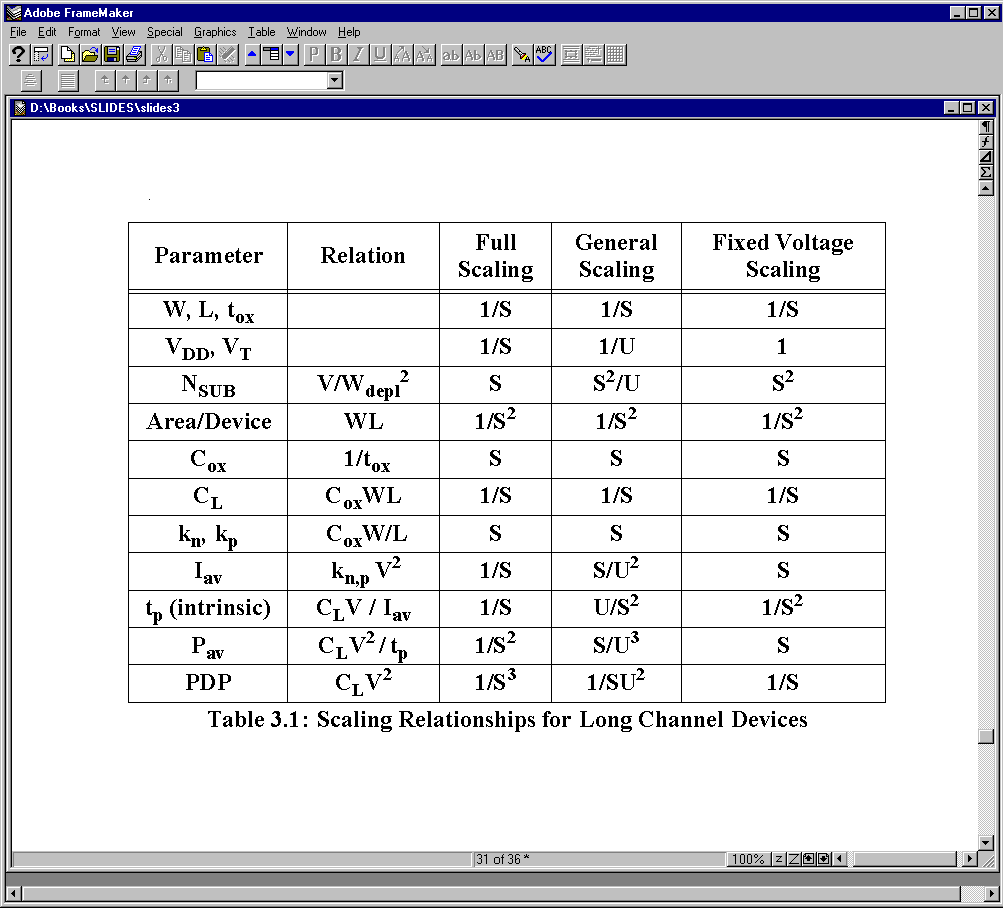 Adobe FrameMaker
File Edit Format View Special Graphics Table Window Help
? P B I U ab Ab AB ABC
D:\Books\SLIDES\slides3
¶
f
Σ
Parameter Relation Full Scaling General Scaling Fixed Voltage Scaling
W, L, tox 1/S 1/S 1/S
VDD, VT 1/S 1/U 1
NSUB V/Wdepl² S S²/U S²
Area/Device WL 1/S² 1/S² 1/S²
Cox 1/tox S S S
CL CoxWL 1/S 1/S 1/S
kn, kp CoxW/L S S S
Iav kn,p V² 1/S S/U² S
tp (intrinsic) CLV / Iav 1/S U/S² 1/S²
Pav CLV² / tp 1/S² S/U³ S
PDP CLV² 1/S³ 1/SU² 1/S
Table 3.1: Scaling Relationships for Long Channel Devices
31 of 36 * 100% z Z